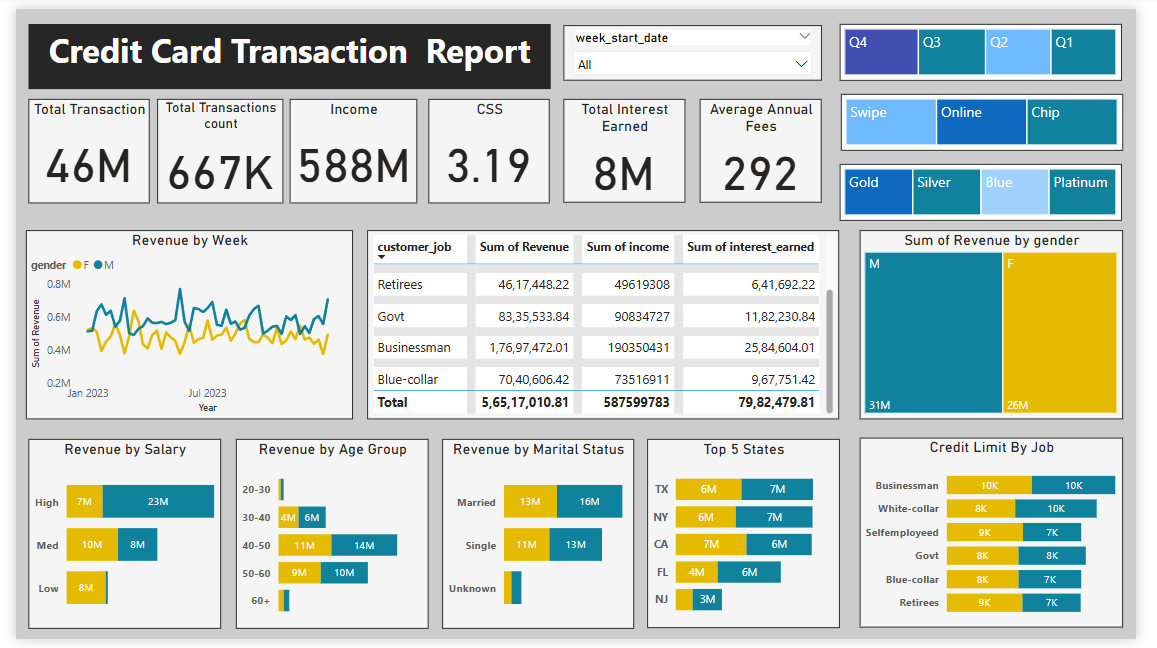 Credit Card Transaction Report
week_start_date
All
Q4 Q3 Q2 Q1
Swipe Online Chip
Gold Silver Blue Platinum
Total Transaction
46M
Total Transactions
count
667K
Income
588M
CSS
3.19
Total Interest
Earned
8M
Average Annual
Fees
292
Revenue by Week
gender F M
Sum of Revenue
0.8M
0.6M
0.4M
0.2M
Jan 2023 Jul 2023
Year
customer_job Sum of Revenue Sum of income Sum of interest_earned
Retirees 46,17,448.22 49619308 6,41,692.22
Govt 83,35,533.84 90834727 11,82,230.84
Businessman 1,76,97,472.01 190350431 25,84,604.01
Blue-collar 70,40,606.42 73516911 9,67,751.42
Total 5,65,17,010.81 587599783 79,82,479.81
Sum of Revenue by gender
M F
31M 26M
Revenue by Salary
High 7M 23M
Med 10M 8M
Low 8M
Revenue by Age Group
20-30
30-40 4M 6M
40-50 11M 14M
50-60 9M 10M
60+
Revenue by Marital Status
Married 13M 16M
Single 11M 13M
Unknown
Top 5 States
TX 6M 7M
NY 6M 7M
CA 7M 6M
FL 4M 6M
NJ 3M
Credit Limit By Job
Businessman 10K 10K
White-collar 8K 10K
Selfemployeed 9K 7K
Govt 8K 8K
Blue-collar 8K 7K
Retirees 9K 7K